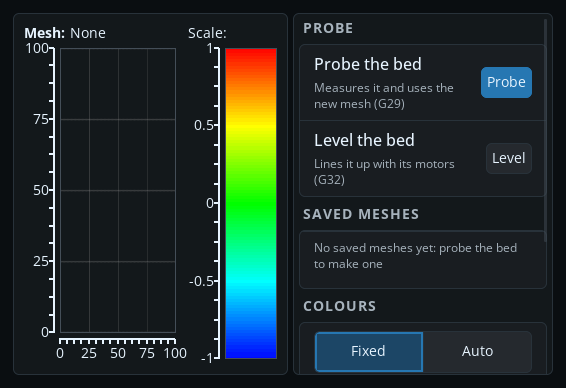 Mesh: None
Scale:
100
75
50
25
0
0 25 50 75 100
1
0.5
0
-0.5
-1
PROBE
Probe the bed
Measures it and uses the
new mesh (G29)
Probe
Level the bed
Lines it up with its motors
(G32)
Level
SAVED MESHES
No saved meshes yet: probe the bed
to make one
COLOURS
Fixed
Auto